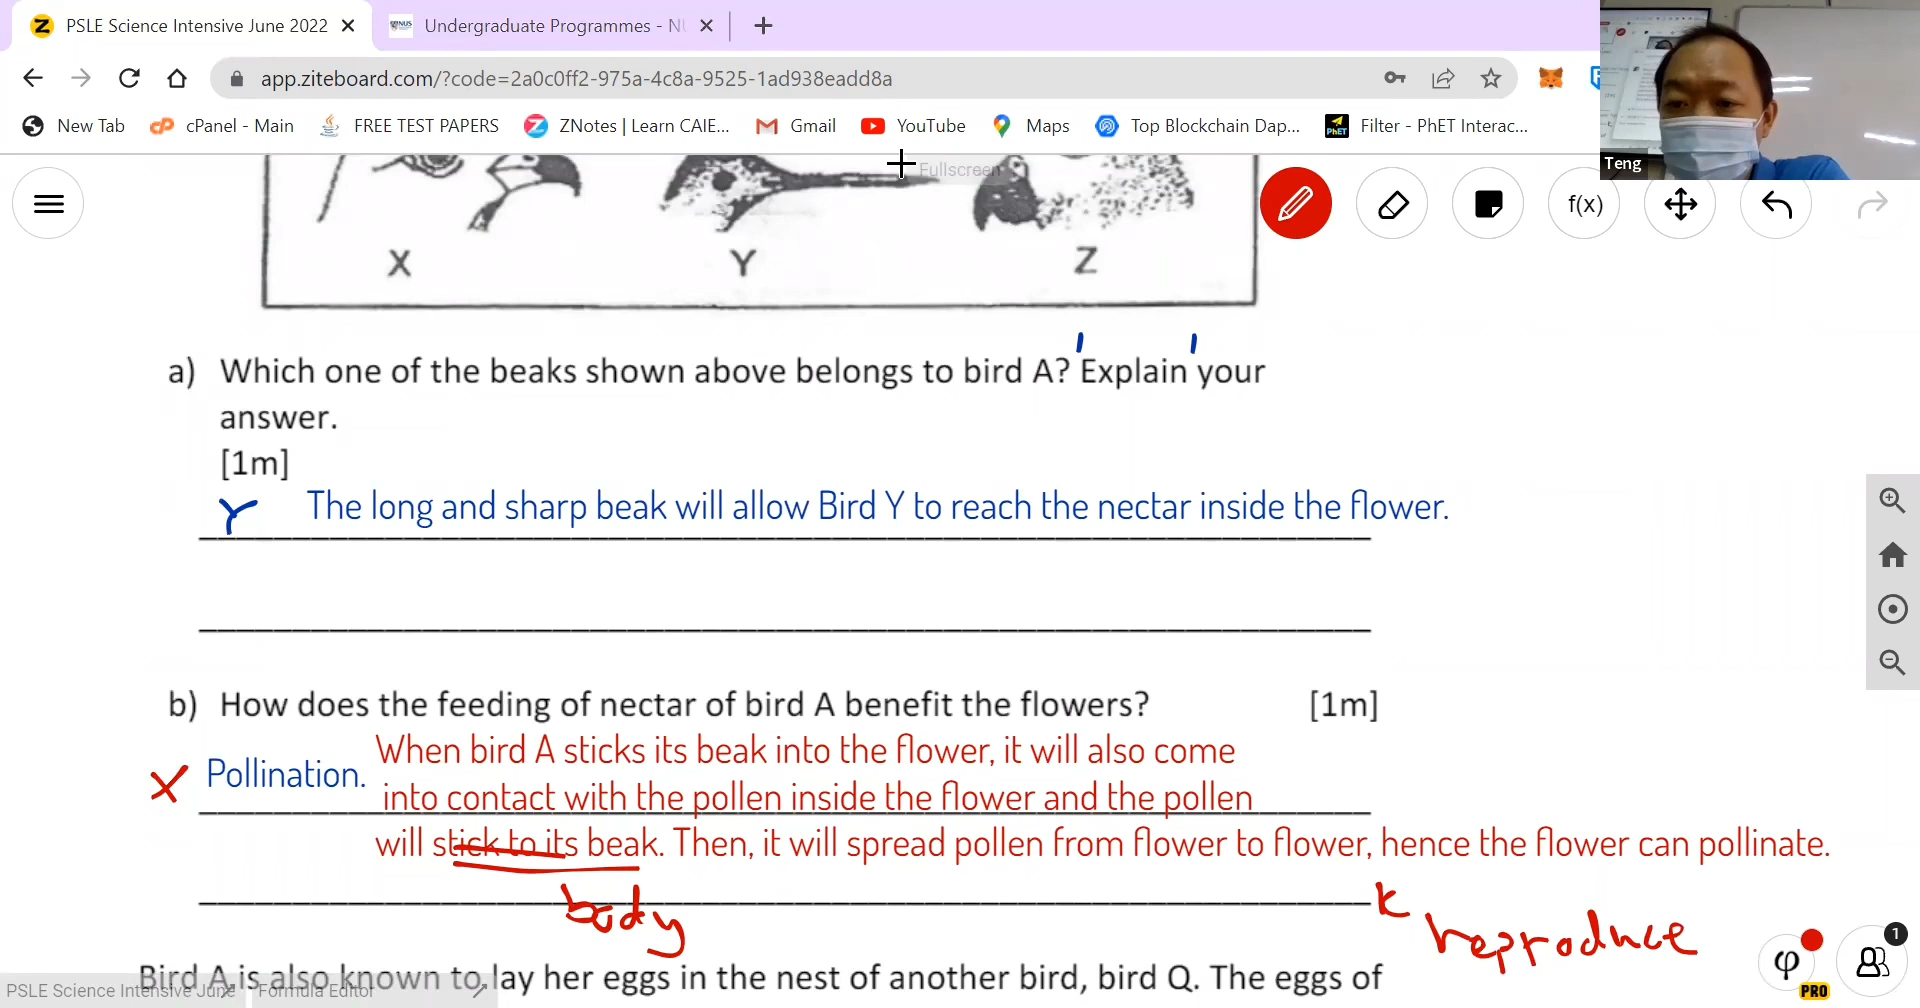 PSLE Science Intensive June 2022
Undergraduate Programmes - NU
app.ziteboard.com/?code=2a0c0ff2-975a-4c8a-9525-1ad938eadd8a
New Tab cPanel - Main FREE TEST PAPERS ZNotes | Learn CAIE... Gmail YouTube Maps Top Blockchain Dap... Filter - PhET Interac...
Teng
Fullscreen
f(x)
X Y Z
a) Which one of the beaks shown above belongs to bird A? Explain your
answer.
[1m]
Y The long and sharp beak will allow Bird Y to reach the nectar inside the flower.
b) How does the feeding of nectar of bird A benefit the flowers? [1m]
When bird A sticks its beak into the flower, it will also come
Pollination.
into contact with the pollen inside the flower and the pollen
will stick to its beak. Then, it will spread pollen from flower to flower, hence the flower can pollinate.
body
reproduce
Bird A is also known to lay her eggs in the nest of another bird, bird Q. The eggs of
PSLE Science Intensive June Formula Editor
φ PRO
1